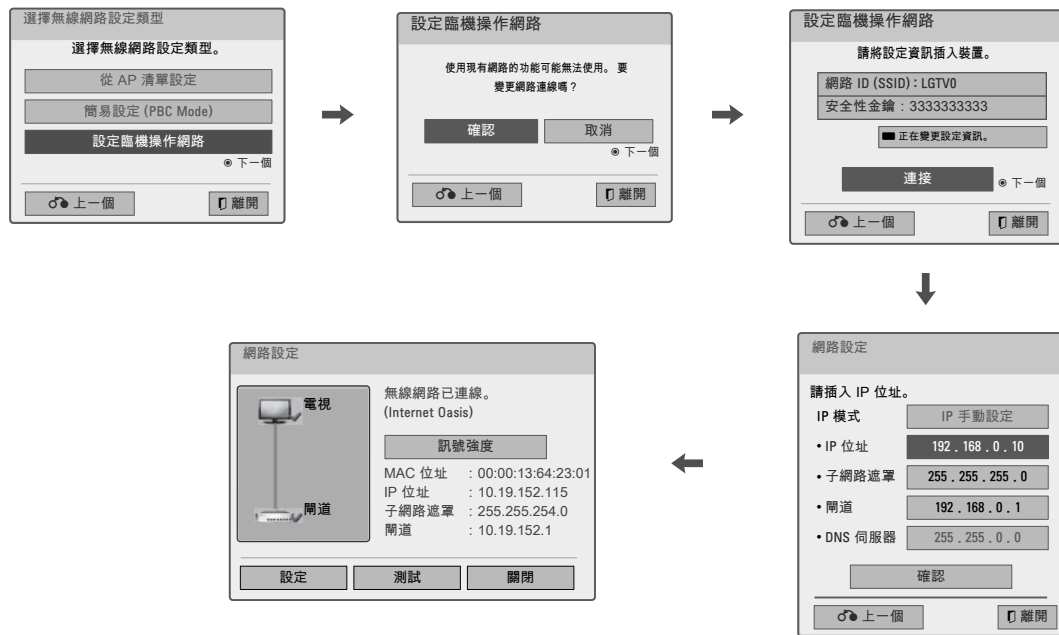 選擇無線網路設定類型
選擇無線網路設定類型。
從 AP 清單設定
簡易設定 (PBC Mode)
設定臨機操作網路
下一個
上一個
離開
設定臨機操作網路
使用現有網路的功能可能無法使用。 要
變更網路連線嗎？
確認 取消
下一個
上一個
離開
設定臨機操作網路
請將設定資訊插入裝置。
網路 ID (SSID) : LGTV0
安全性金鑰 : 3333333333
正在變更設定資訊。
連接
下一個
上一個
離開
網路設定
請插入 IP 位址。
IP 模式 IP 手動設定
• IP 位址 192 . 168 . 0 . 10
• 子網路遮罩 255 . 255 . 255 . 0
• 閘道 192 . 168 . 0 . 1
• DNS 伺服器 255 . 255 . 0 . 0
確認
上一個
離開
網路設定
電視
閘道
無線網路已連線。
(Internet Oasis)
訊號強度
MAC 位址 : 00:00:13:64:23:01
IP 位址 : 10.19.152.115
子網路遮罩 : 255.255.254.0
閘道 : 10.19.152.1
設定 測試 關閉